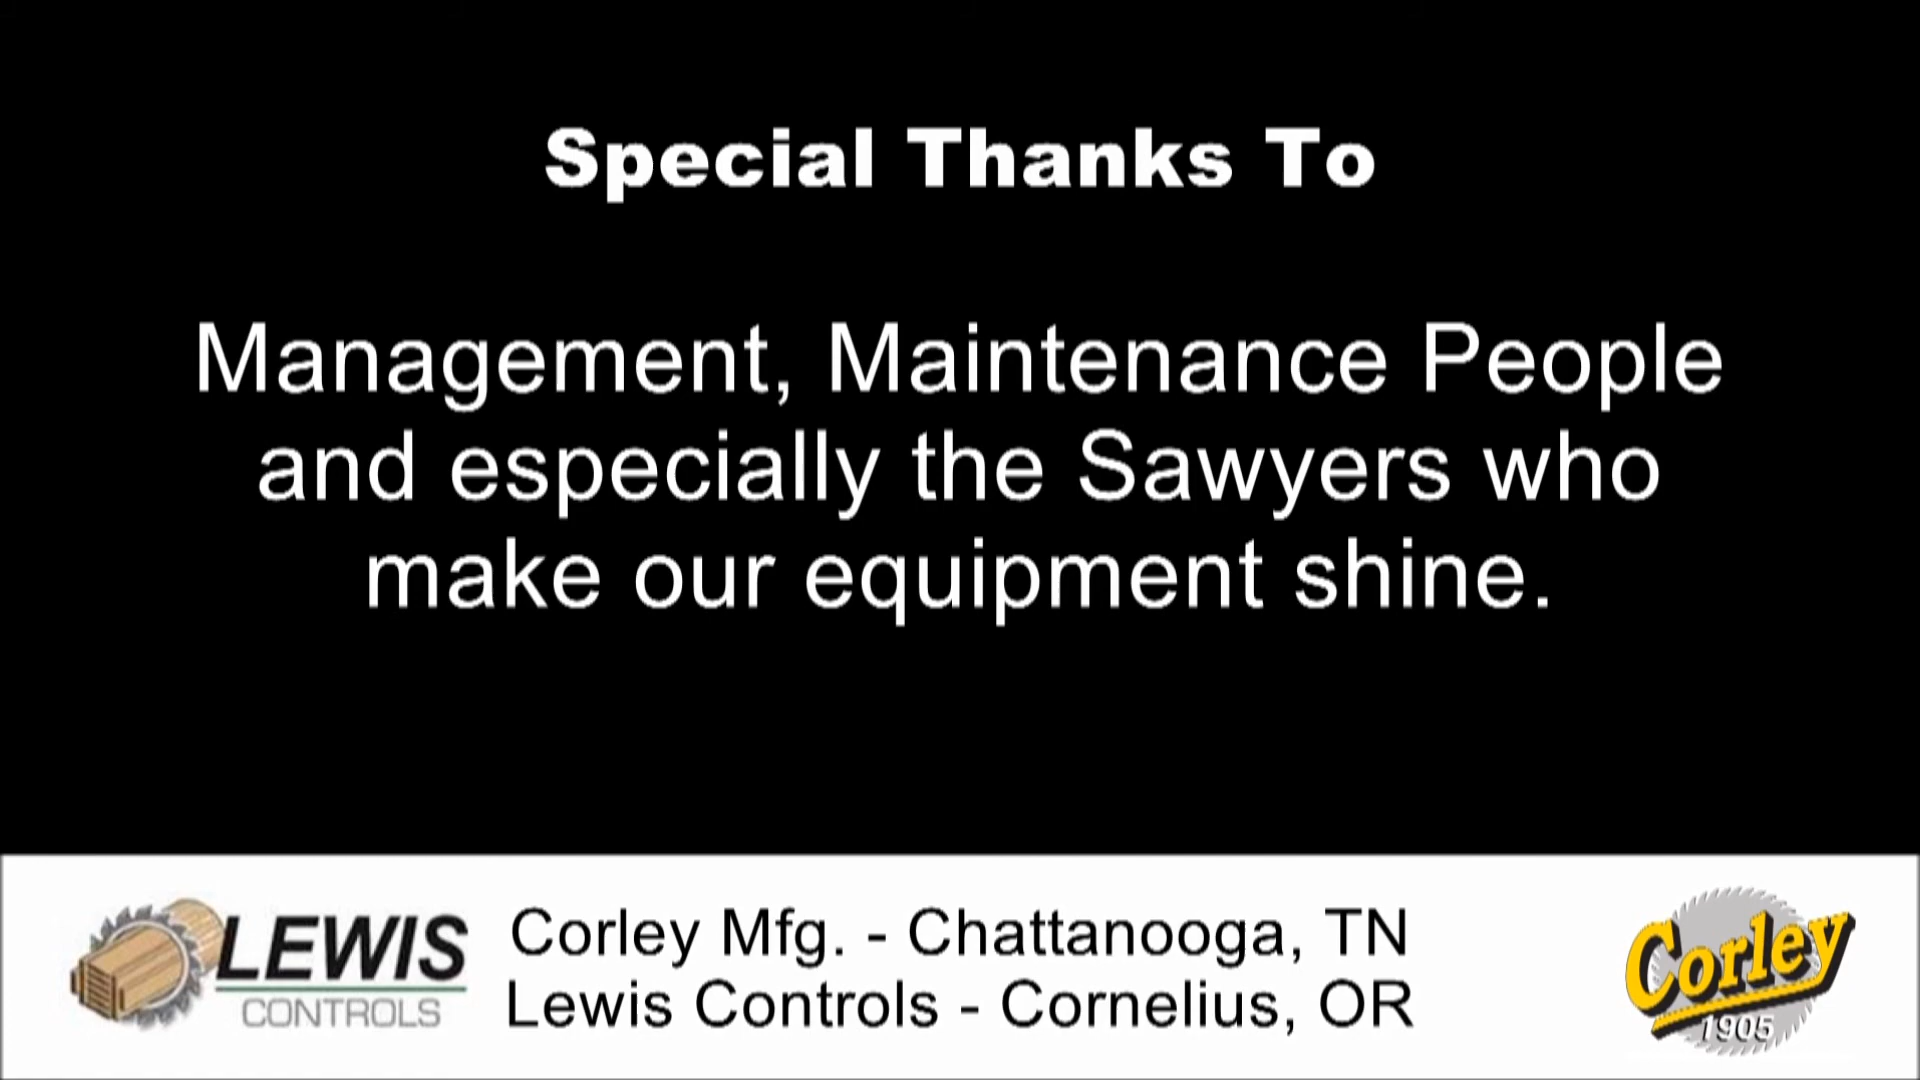 Special Thanks To
Management, Maintenance People
and especially the Sawyers who
make our equipment shine.
LEWIS
CONTROLS
Corley Mfg. - Chattanooga, TN
Lewis Controls - Cornelius, OR
Corley
1905